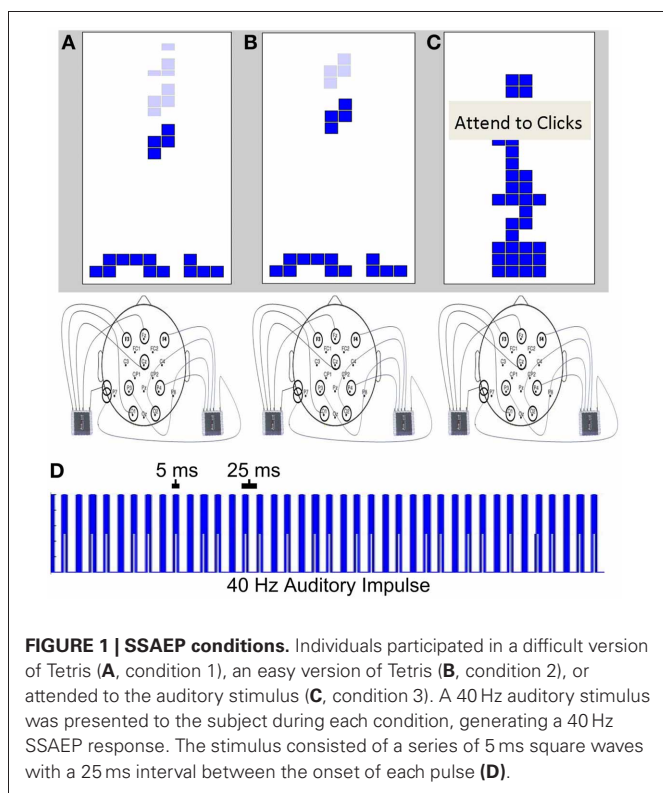 A
B
C
Attend to Clicks
D
5 ms
25 ms
40 Hz Auditory Impulse
FIGURE 1 | SSAEP conditions. Individuals participated in a difficult version
of Tetris (A, condition 1), an easy version of Tetris (B, condition 2), or
attended to the auditory stimulus (C, condition 3). A 40 Hz auditory stimulus
was presented to the subject during each condition, generating a 40 Hz
SSAEP response. The stimulus consisted of a series of 5 ms square waves
with a 25 ms interval between the onset of each pulse (D).